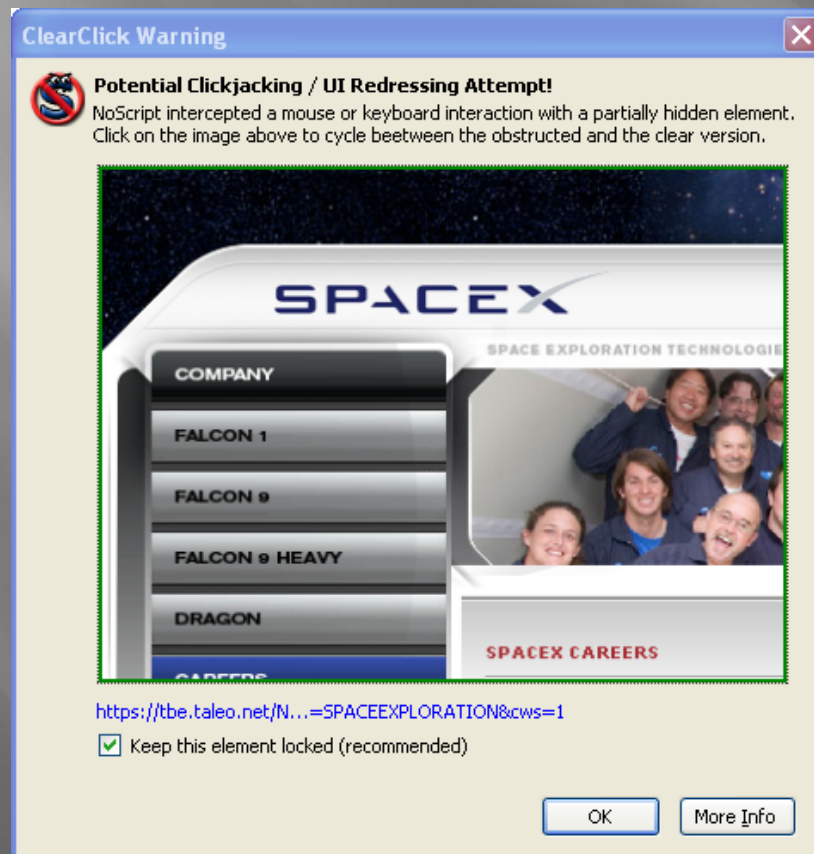 ClearClick Warning
Potential Clickjacking / UI Redressing Attempt!
NoScript intercepted a mouse or keyboard interaction with a partially hidden element.
Click on the image above to cycle beetween the obstructed and the clear version.
SPACEX
SPACE EXPLORATION TECHNOLOGIE
COMPANY
FALCON 1
FALCON 9
FALCON 9 HEAVY
DRAGON
CAREERS
SPACEX CAREERS
https://tbe.taleo.net/N...=SPACEEXPLORATION&cws=1
Keep this element locked (recommended)
OK
More Info